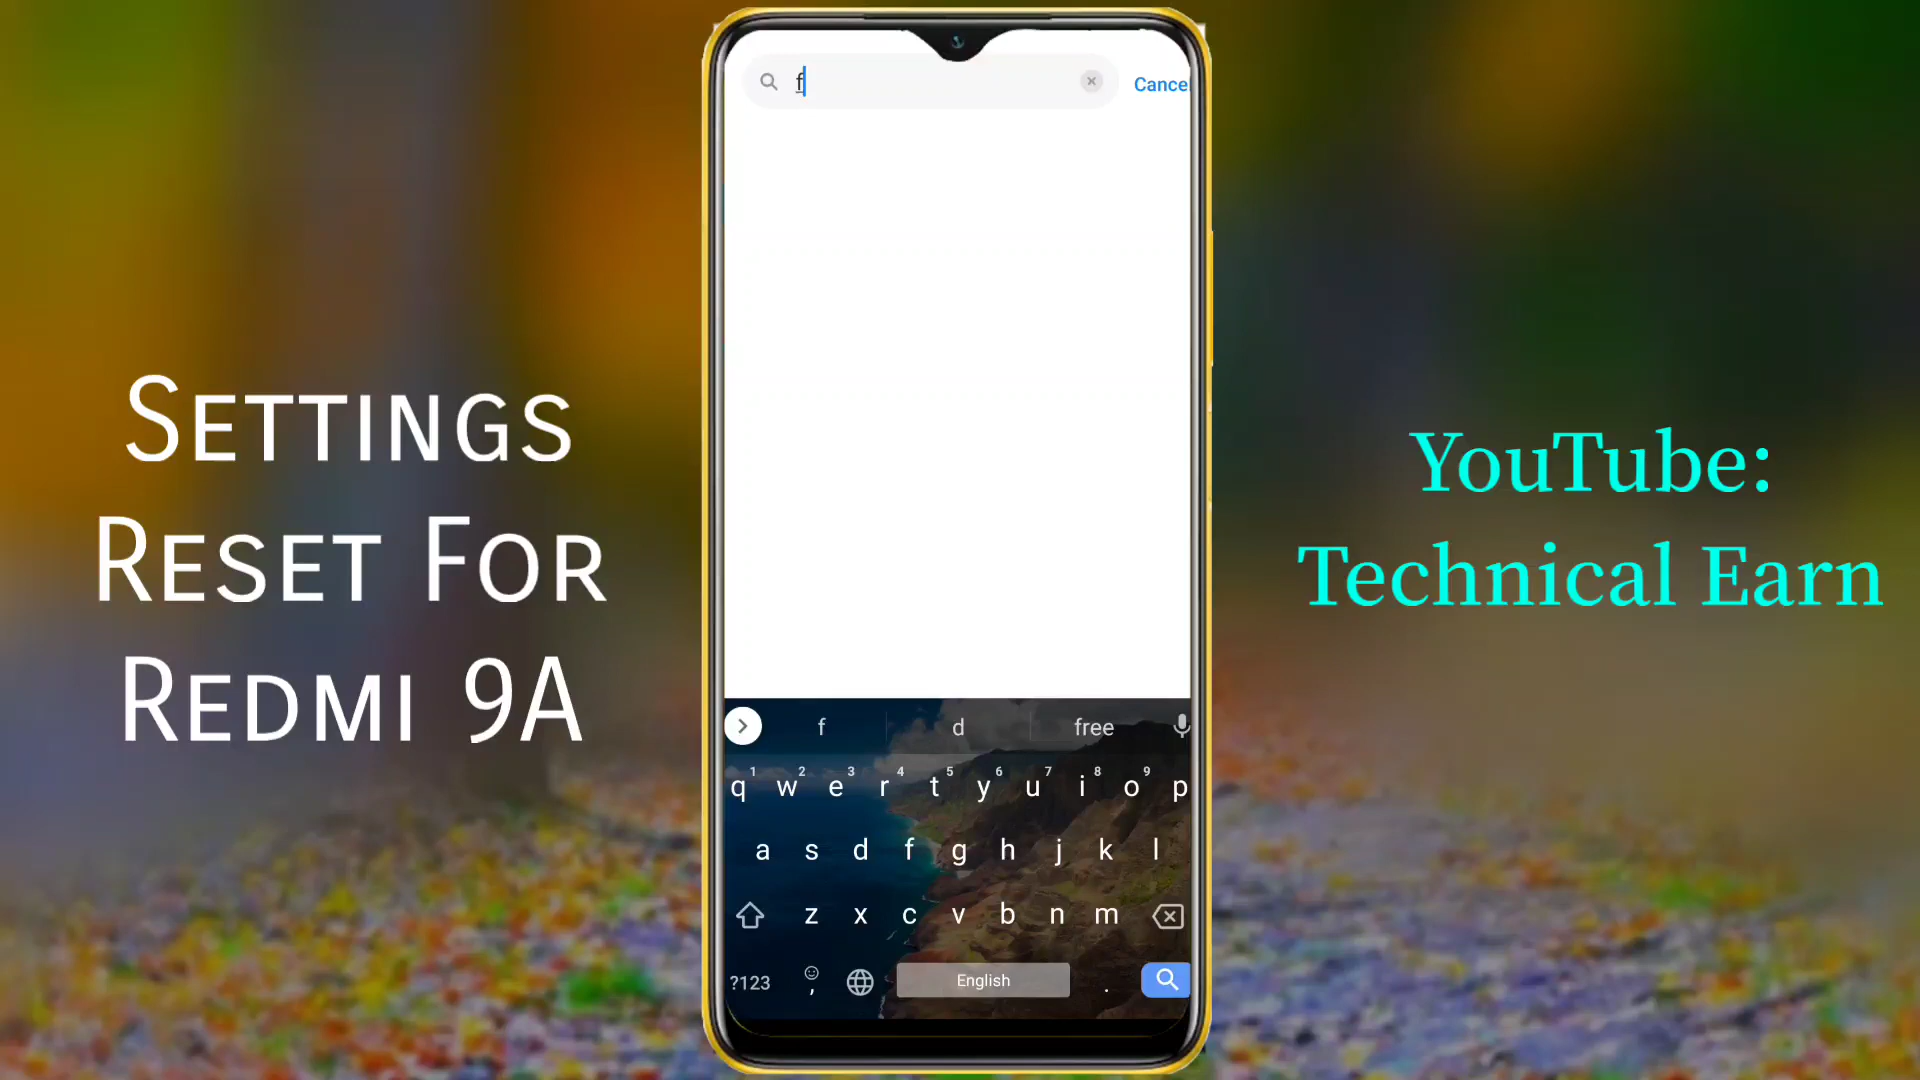 f
Cancel
SETTINGS
RESET FOR
REDMI 9A
YouTube:
Technical Earn
f d free
1 2 3 4 5 6 7 8 9
q w e r t y u i o p
a s d f g h j k l
z x c v b n m
?123 , English .